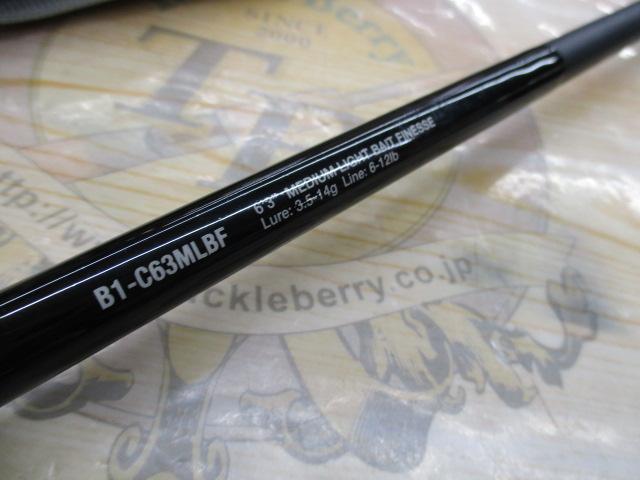 Berry
SINCE
2000
http://w
ckleberry.co.jp
B1-C63MLBF
6'3" MEDIUM LIGHT BAIT FINESSE
Lure: 3.5-14g Line: 6-12lb